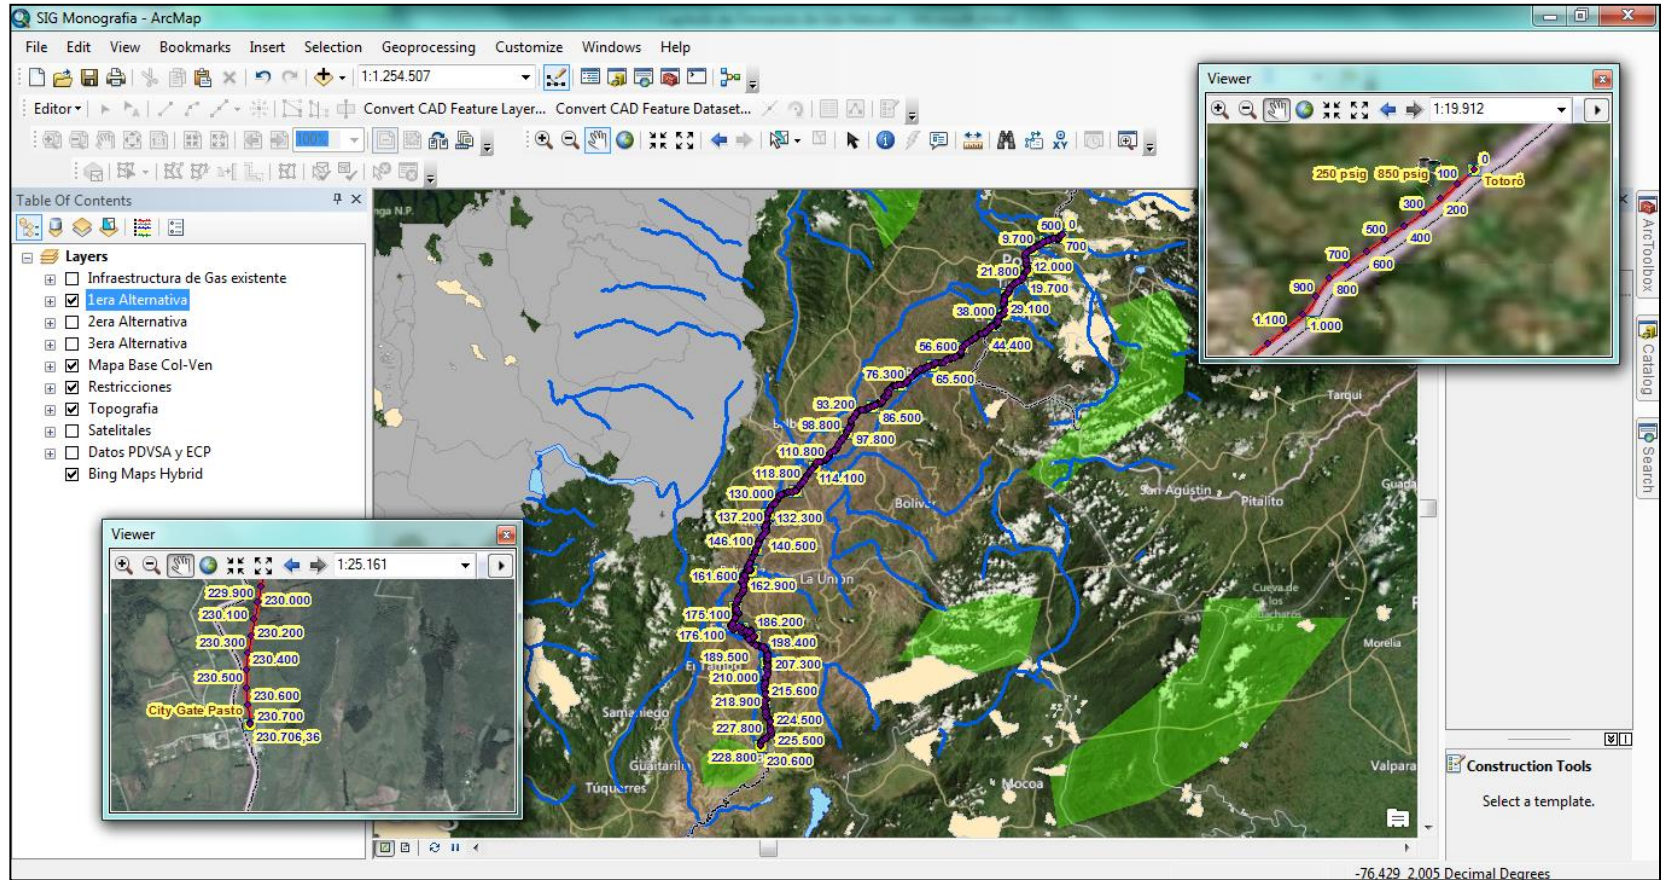 SIG Monografia - ArcMap
File Edit View Bookmarks Insert Selection Geoprocessing Customize Windows Help
1:1.254.507
Editor Convert CAD Feature Layer... Convert CAD Feature Dataset...
100%
Table Of Contents
Layers
Infraestructura de Gas existente
1era Alternativa
2era Alternativa
3era Alternativa
Mapa Base Col-Ven
Restricciones
Topografia
Satelitales
Datos PDVSA y ECP
Bing Maps Hybrid
Viewer
1:25.161
229.900
230.000
230.100
230.200
230.300
230.400
230.500
230.600
City Gate Pasto
230.700
230.706,36
500 0
9.700 700
12.000
21.800
19.700
38.000 29.100
56.600 44.400
76.300 65.500
93.200 86.500
98.800 97.800
110.800
118.800 114.100
130.000
137.200 132.300
146.100 140.500
161.600 162.900
175.100 186.200
176.100 198.400
189.500 207.300
210.000 215.600
218.900 224.500
227.800 225.500
228.800 230.600
Bolívar
La Unión
San Agustín
Pitalito
Tarqui
Cueva de los Guácharos N.P.
Morelia
Samaniego
Guaitarilla
Túquerres
Mocoa
Valpara
Viewer
1:19.912
0
250 psig 850 psig 100 Totoró
300 200
500 400
700 600
900 800
1.100 1.000
ArcToolbox
Catalog
Search
Construction Tools
Select a template.
-76,429 2,005 Decimal Degrees